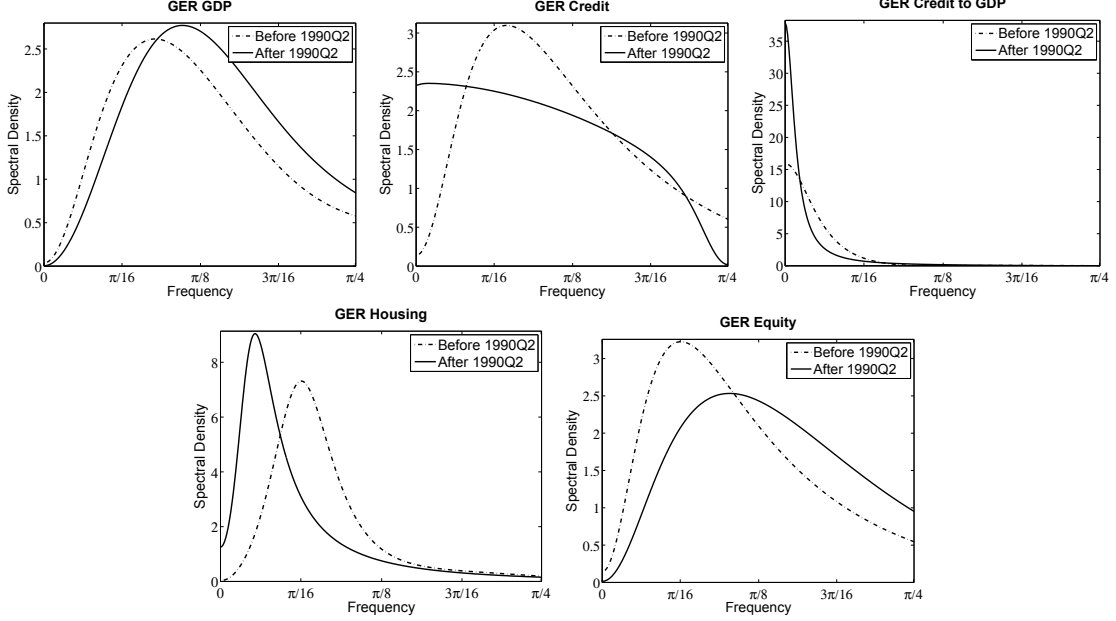 GER GDP
Before 1990Q2
After 1990Q2
Spectral Density
2.5
2
1.5
1
0.5
0
0
π/16
π/8
3π/16
π/4
Frequency
GER Credit
Before 1990Q2
After 1990Q2
Spectral Density
3
2.5
2
1.5
1
0.5
0
0
π/16
π/8
3π/16
π/4
Frequency
GER Credit to GDP
Before 1990Q2
After 1990Q2
Spectral Density
35
30
25
20
15
10
5
0
0
π/16
π/8
3π/16
π/4
Frequency
GER Housing
Before 1990Q2
After 1990Q2
Spectral Density
8
6
4
2
0
0
π/16
π/8
3π/16
π/4
Frequency
GER Equity
Before 1990Q2
After 1990Q2
Spectral Density
3
2.5
2
1.5
1
0.5
0
0
π/16
π/8
3π/16
π/4
Frequency